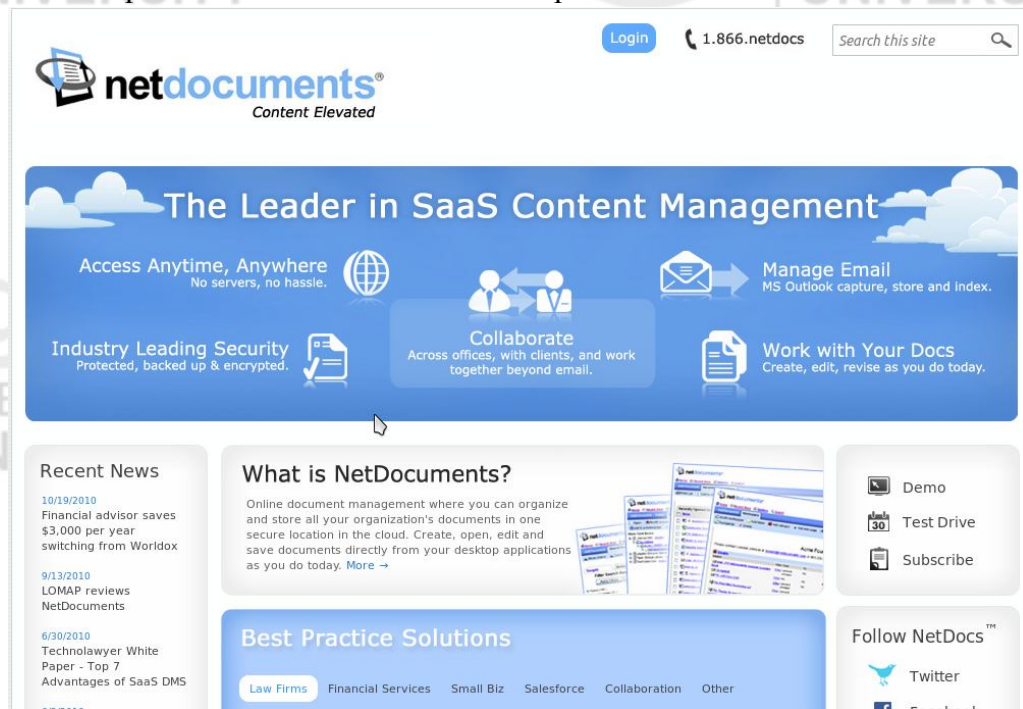 Login
1.866.netdocs
Search this site
netdocuments®
Content Elevated
The Leader in SaaS Content Management
Access Anytime, Anywhere
No servers, no hassle.
Industry Leading Security
Protected, backed up & encrypted.
Collaborate
Across offices, with clients, and work
together beyond email.
Manage Email
MS Outlook capture, store and index.
Work with Your Docs
Create, edit, revise as you do today.
Recent News
10/19/2010
Financial advisor saves
$3,000 per year
switching from Worldox
9/13/2010
LOMAP reviews
NetDocuments
6/30/2010
Technolawyer White
Paper - Top 7
Advantages of SaaS DMS
What is NetDocuments?
Online document management where you can organize
and store all your organization's documents in one
secure location in the cloud. Create, open, edit and
save documents directly from your desktop applications
as you do today. More →
Best Practice Solutions
Law Firms Financial Services Small Biz Salesforce Collaboration Other
Demo
30
Test Drive
Subscribe
Follow NetDocs™
Twitter